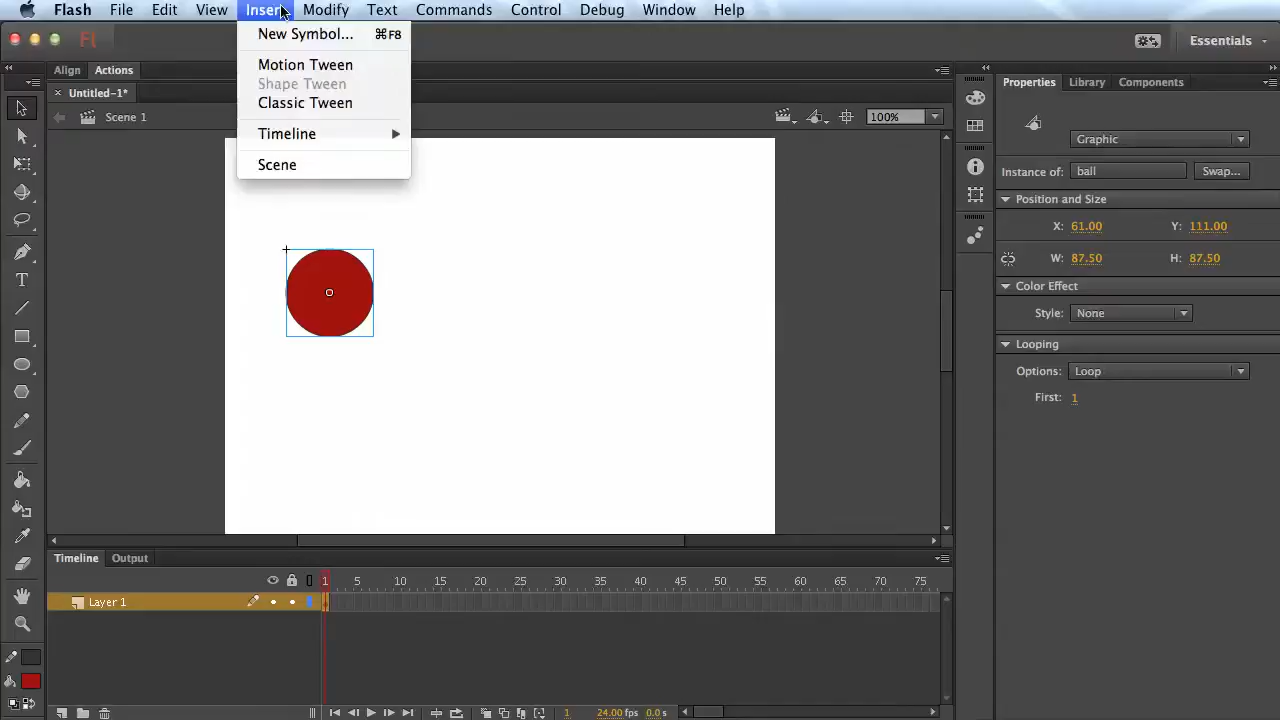 Flash File Edit View Insert Modify Text Commands Control Debug Window Help
New Symbol... ⌘F8
Motion Tween
Shape Tween
Classic Tween
Timeline
Scene
Fl
Essentials
Align Actions
Untitled-1*
Scene 1
100%
Properties Library Components
Graphic
Instance of: ball Swap...
Position and Size
X: 61.00 Y: 111.00
W: 87.50 H: 87.50
Color Effect
Style: None
Looping
Options: Loop
First: 1
Timeline Output
1 5 10 15 20 25 30 35 40 45 50 55 60 65 70 75
Layer 1
1 24.00 fps 0.0 s